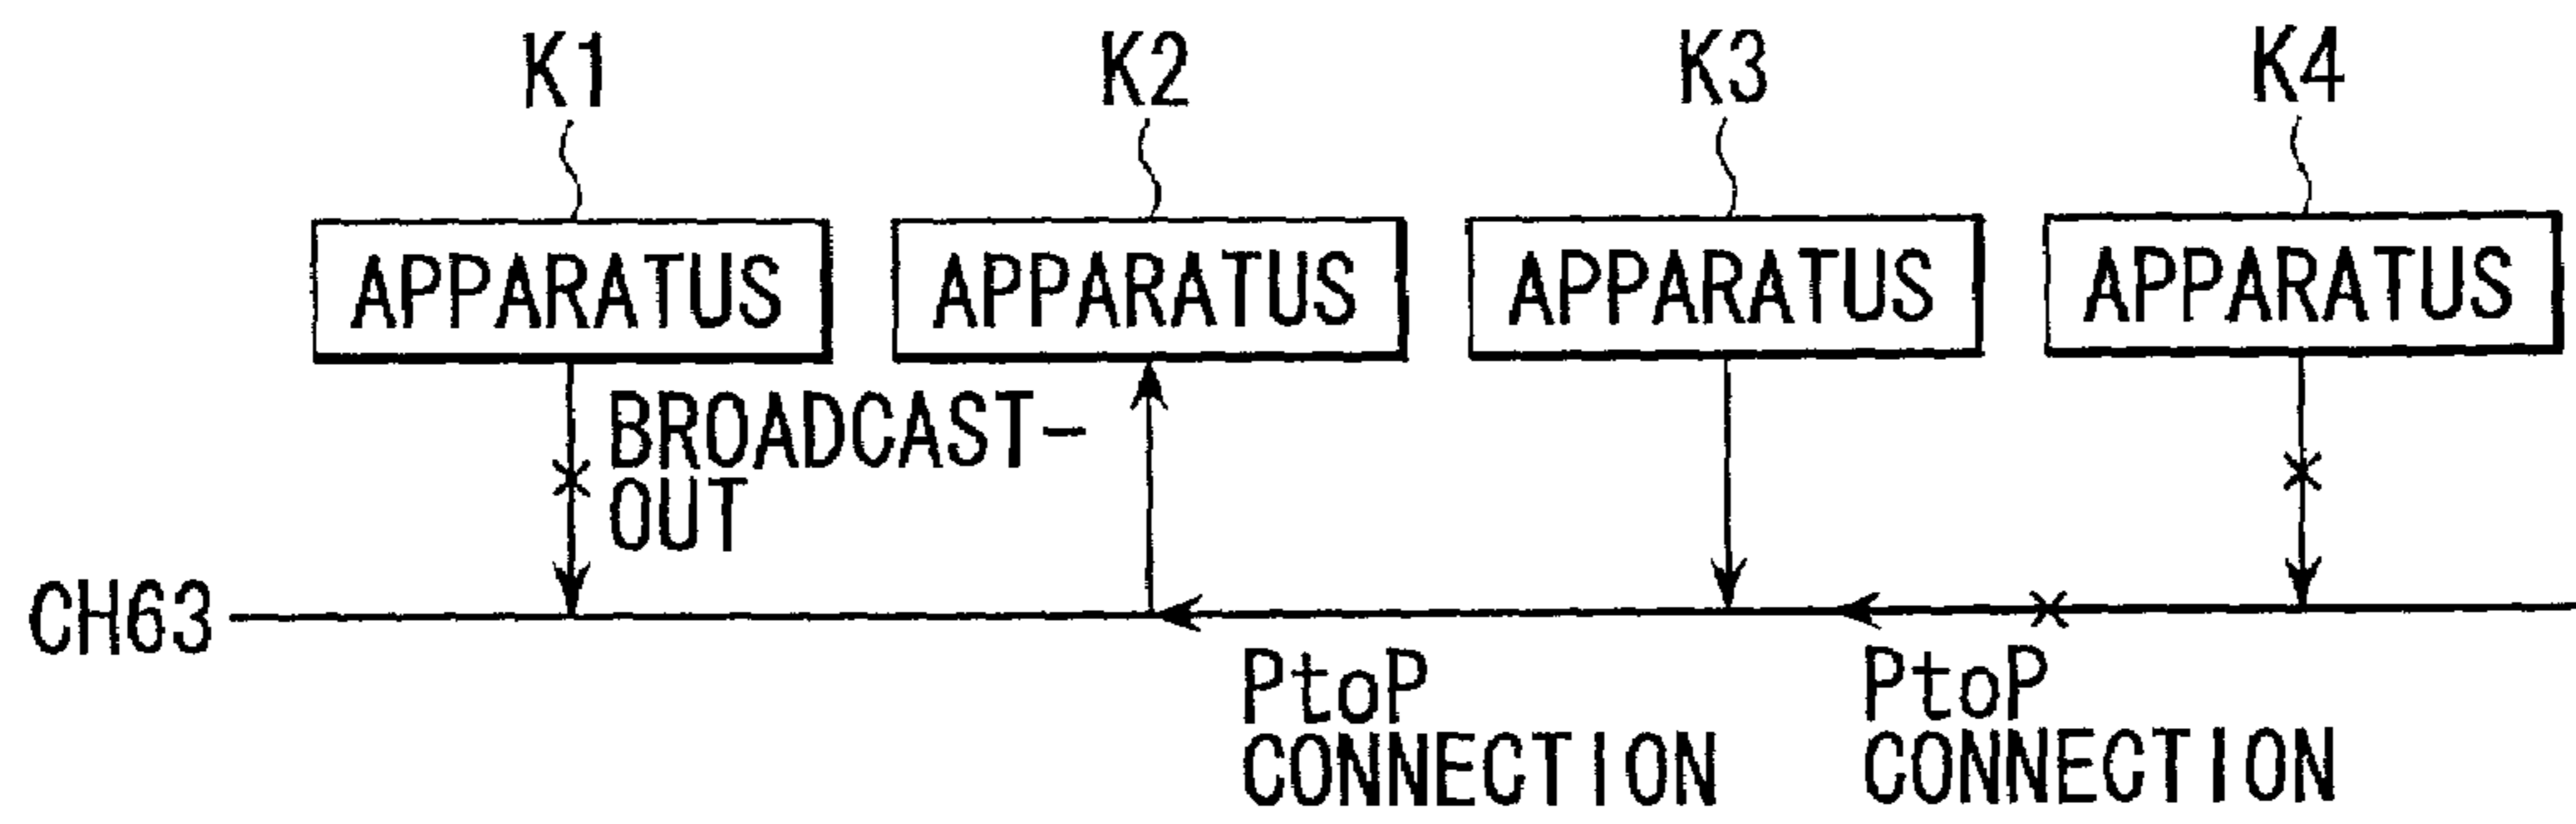 K1
K2
K3
K4
APPARATUS
APPARATUS
APPARATUS
APPARATUS
BROADCAST-
OUT
CH63
PtoP
CONNECTION
PtoP
CONNECTION